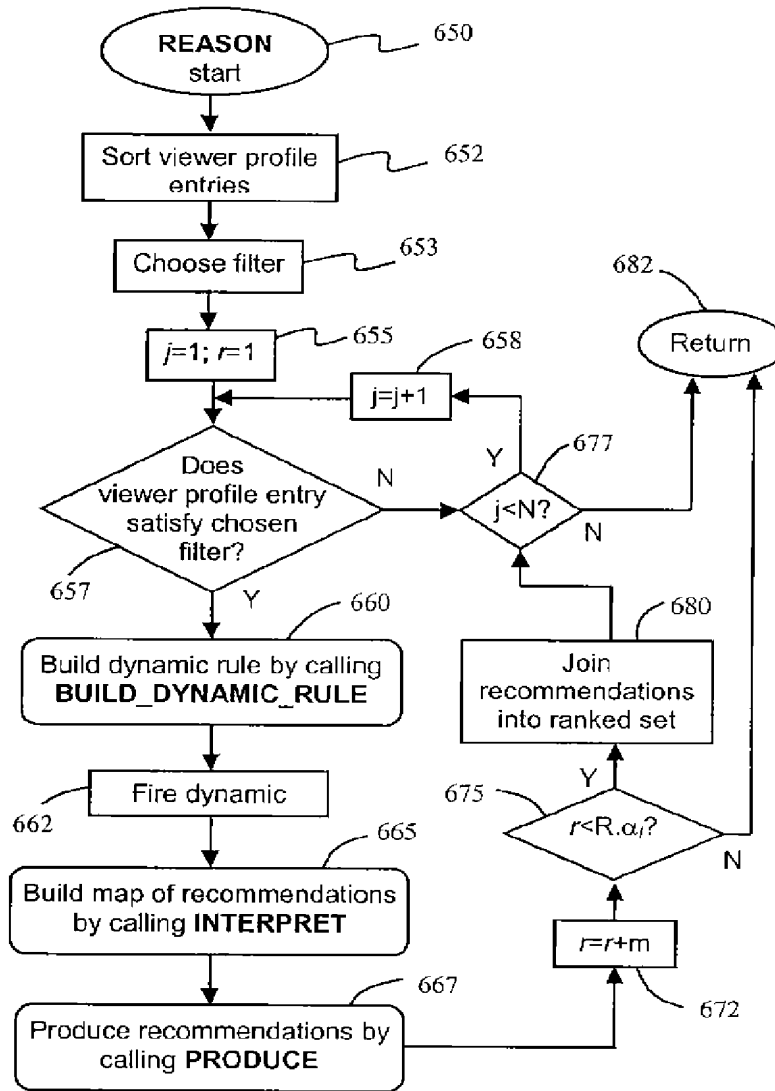 REASON
start
650
Sort viewer profile
entries
652
Choose filter
653
j=1; r=1
655
j=j+1
658
Return
682
Does
viewer profile entry
satisfy chosen
filter?
657
N
Y
j<N?
677
Y
N
Build dynamic rule by calling
BUILD_DYNAMIC_RULE
660
Fire dynamic
662
Build map of recommendations
by calling INTERPRET
665
Produce recommendations by
calling PRODUCE
667
r=r+m
672
r<R.αj?
675
Y
N
Join
recommendations
into ranked set
680